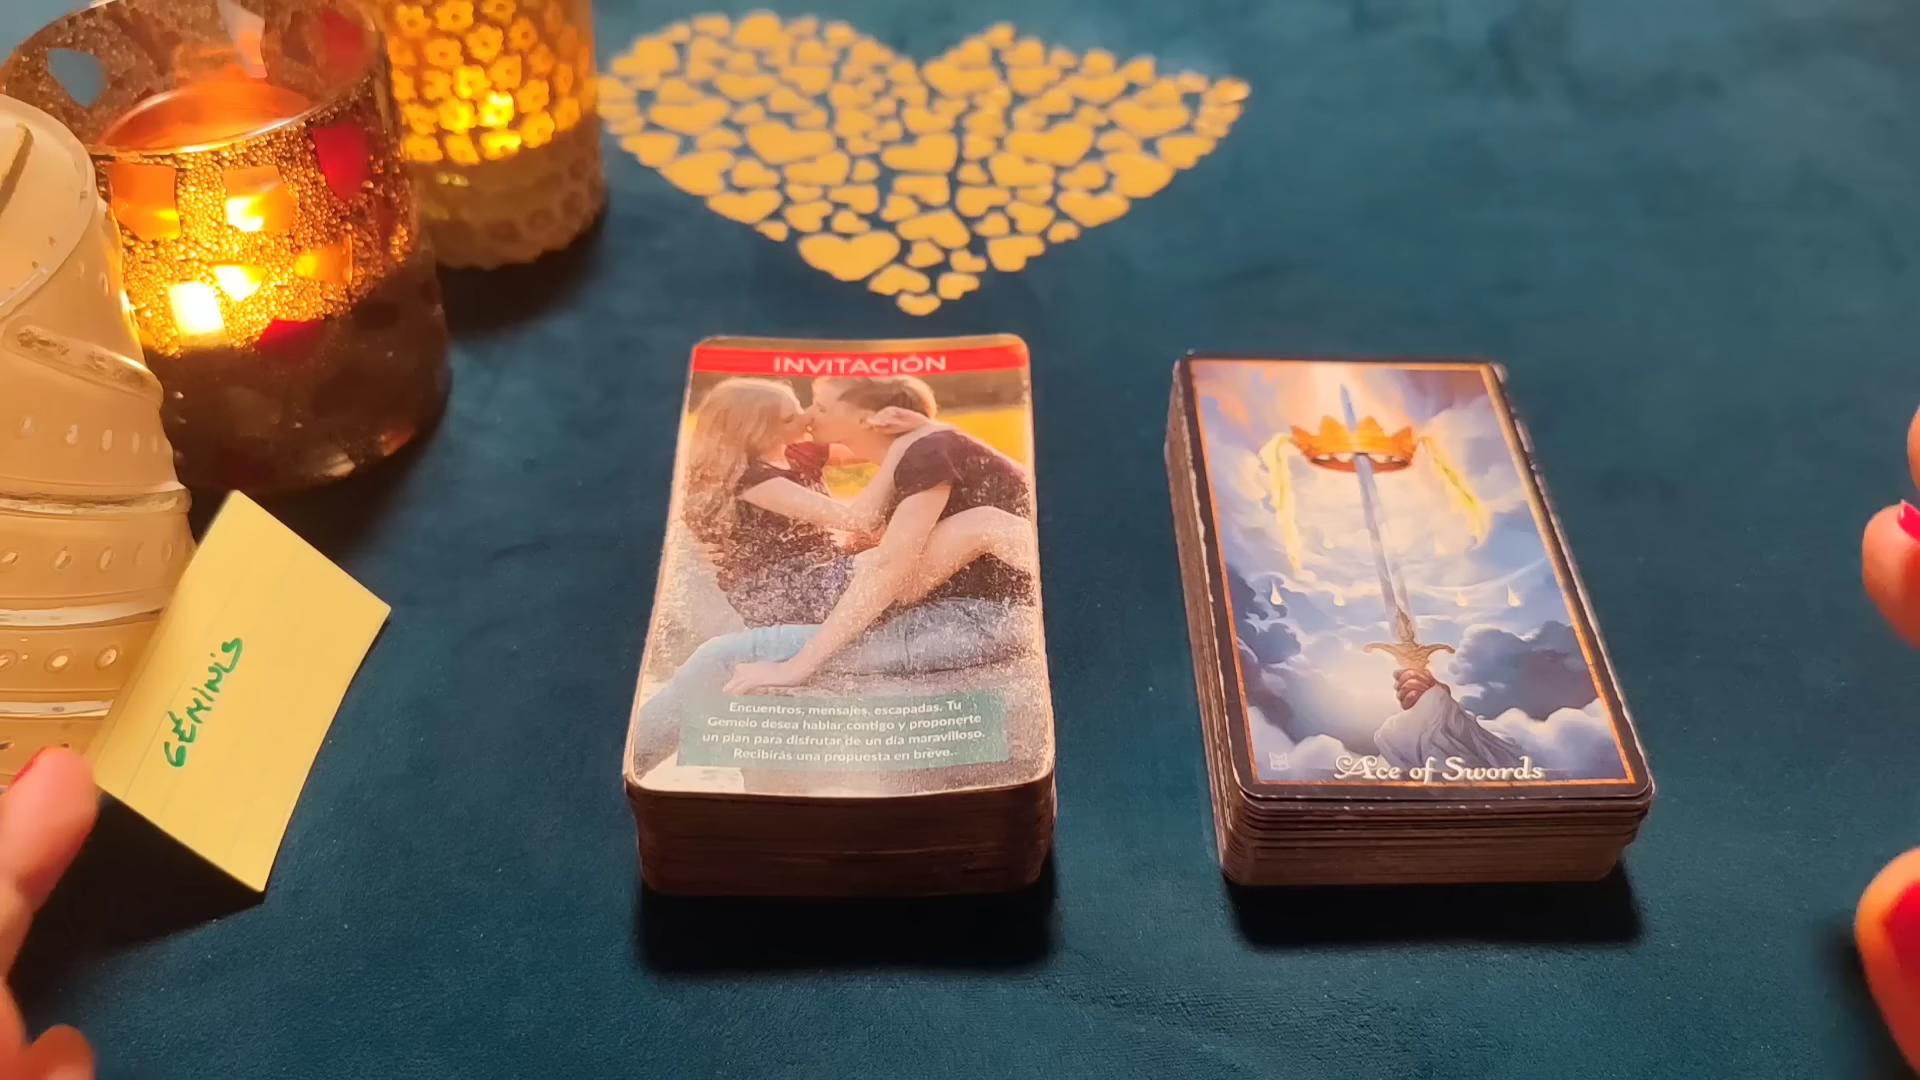 INVITACIÓN
Encuentros, mensajes, escapadas. Tu
Gemelo desea hablar contigo y proponerte
un plan para disfrutar de un día maravilloso.
Recibirás una propuesta en breve..
Ace of Swords
GÉMINIS